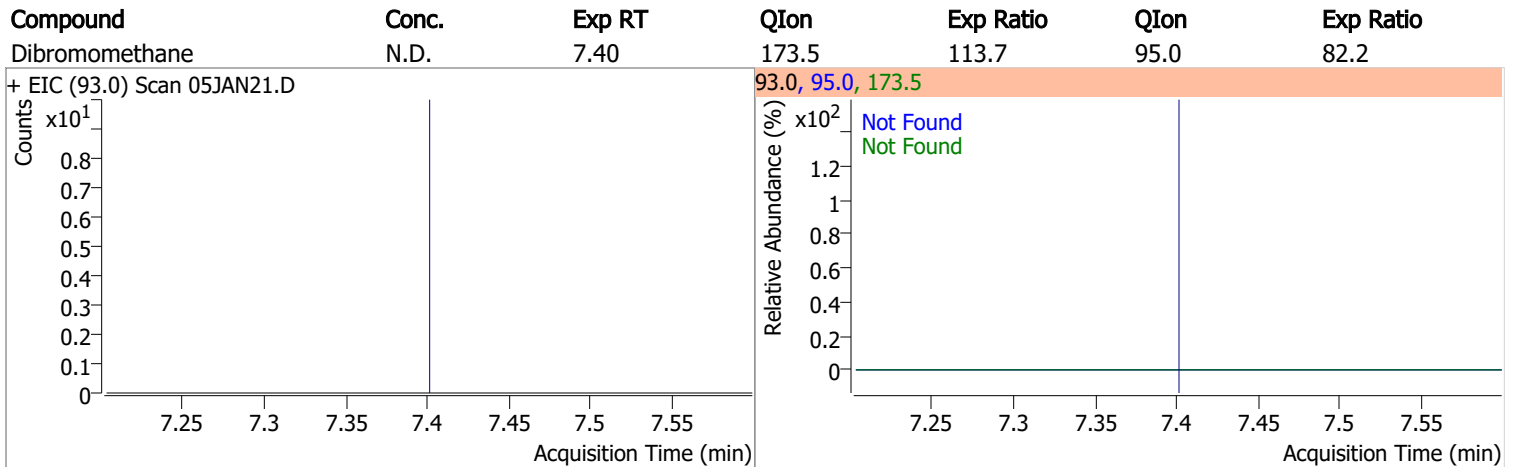 Compound Conc. Exp RT QIon Exp Ratio QIon Exp Ratio
Dibromomethane N.D. 7.40 173.5 113.7 95.0 82.2
+ EIC (93.0) Scan 05JAN21.D
Counts
x10¹
0.8
0.7
0.6
0.5
0.4
0.3
0.2
0.1
0
7.25 7.3 7.35 7.4 7.45 7.5 7.55
Acquisition Time (min)
93.0, 95.0, 173.5
Relative Abundance (%)
x10²
Not Found
Not Found
1.2
1
0.8
0.6
0.4
0.2
0
7.25 7.3 7.35 7.4 7.45 7.5 7.55
Acquisition Time (min)